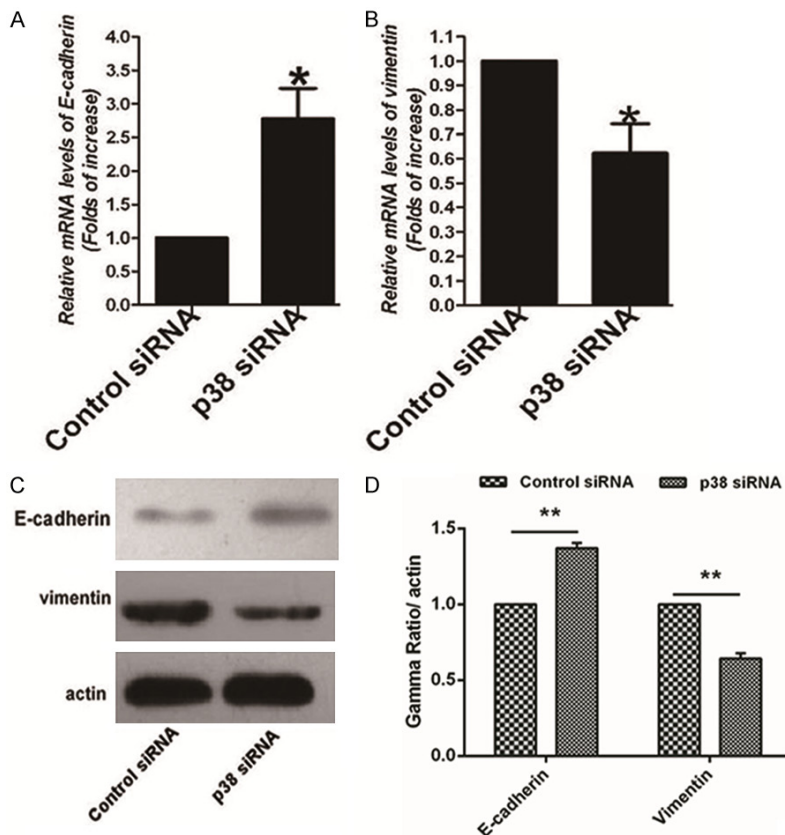 A
Relative mRNA levels of E-cadherin
(Folds of increase)
4.0
3.5
3.0
2.5
2.0
1.5
1.0
0.5
0.0
*
Control siRNA
p38 siRNA
B
Relative mRNA levels of vimentin
(Folds of increase)
1.1
1.0
0.9
0.8
0.7
0.6
0.5
0.4
0.3
0.2
0.1
0.0
*
Control siRNA
p38 siRNA
C
E-cadherin
vimentin
actin
Control siRNA
p38 siRNA
D
Control siRNA
p38 siRNA
Gamma Ratio/ actin
1.5
1.0
0.5
0.0
**
**
E-cadherin
Vimentin